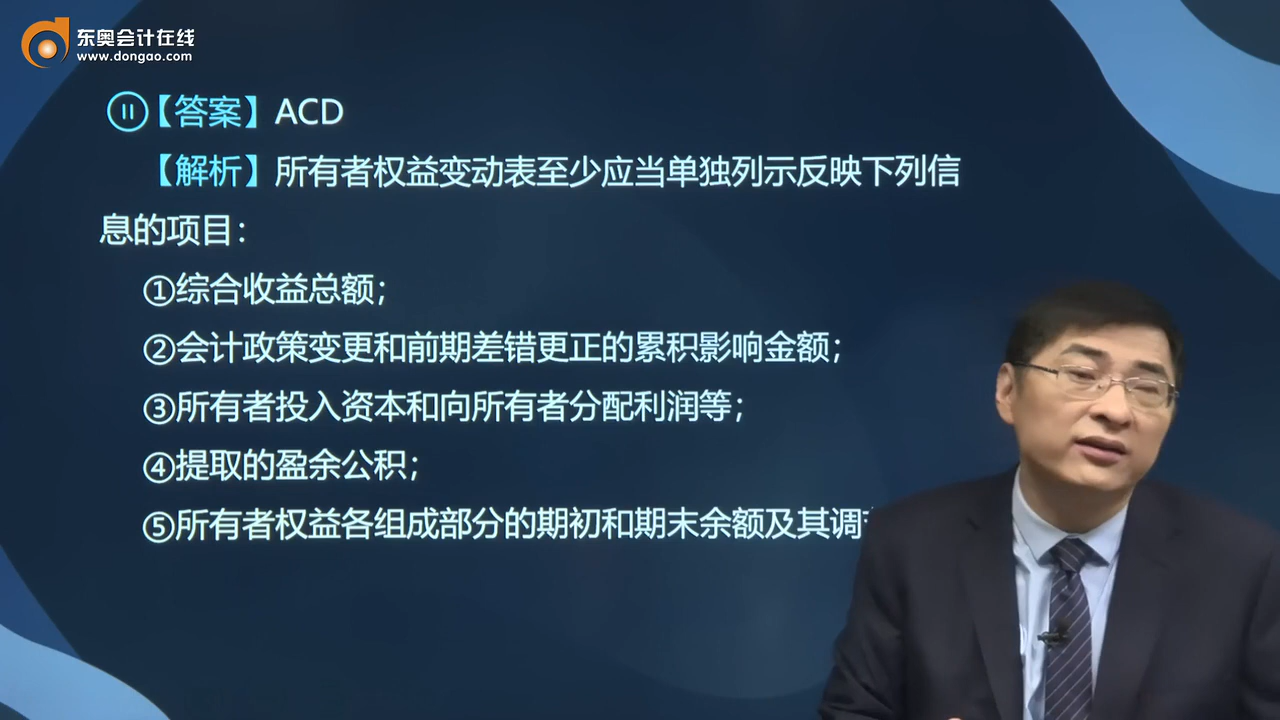 东奥会计在线
www.dongao.com
【答案】ACD
【解析】所有者权益变动表至少应当单独列示反映下列信
息的项目：
①综合收益总额；
②会计政策变更和前期差错更正的累积影响金额；
③所有者投入资本和向所有者分配利润等；
④提取的盈余公积；
⑤所有者权益各组成部分的期初和期末余额及其调